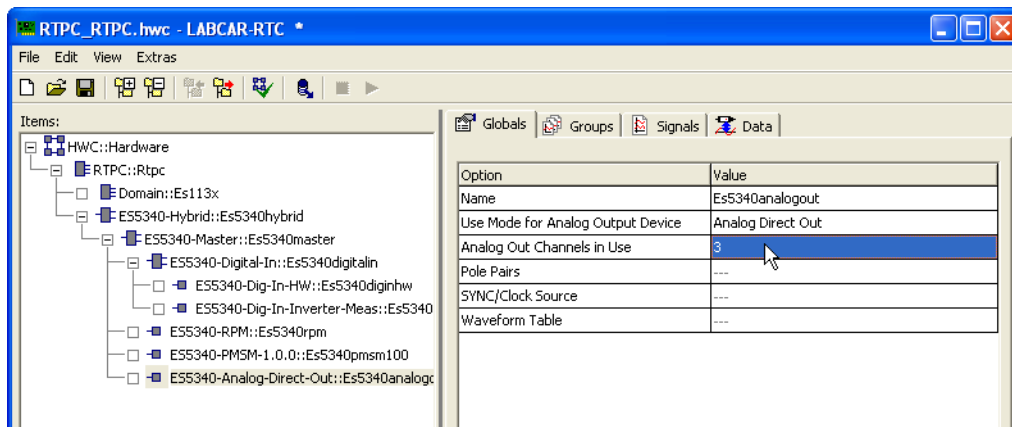 RTPC_RTPC.hwc - LABCAR-RTC *
File Edit View Extras
Items:
HWC::Hardware
RTPC::Rtpc
Domain::Es113x
ES5340-Hybrid::Es5340hybrid
ES5340-Master::Es5340master
ES5340-Digital-In::Es5340digitalin
ES5340-Dig-In-HW::Es5340diginhw
ES5340-Dig-In-Inverter-Meas::Es5340
ES5340-RPM::Es5340rpm
ES5340-PMSM-1.0.0::Es5340pmsm100
ES5340-Analog-Direct-Out::Es5340analogo
Globals Groups Signals Data
Option Value
Name Es5340analogout
Use Mode for Analog Output Device Analog Direct Out
Analog Out Channels in Use 3
Pole Pairs ---
SYNC/Clock Source ---
Waveform Table ---